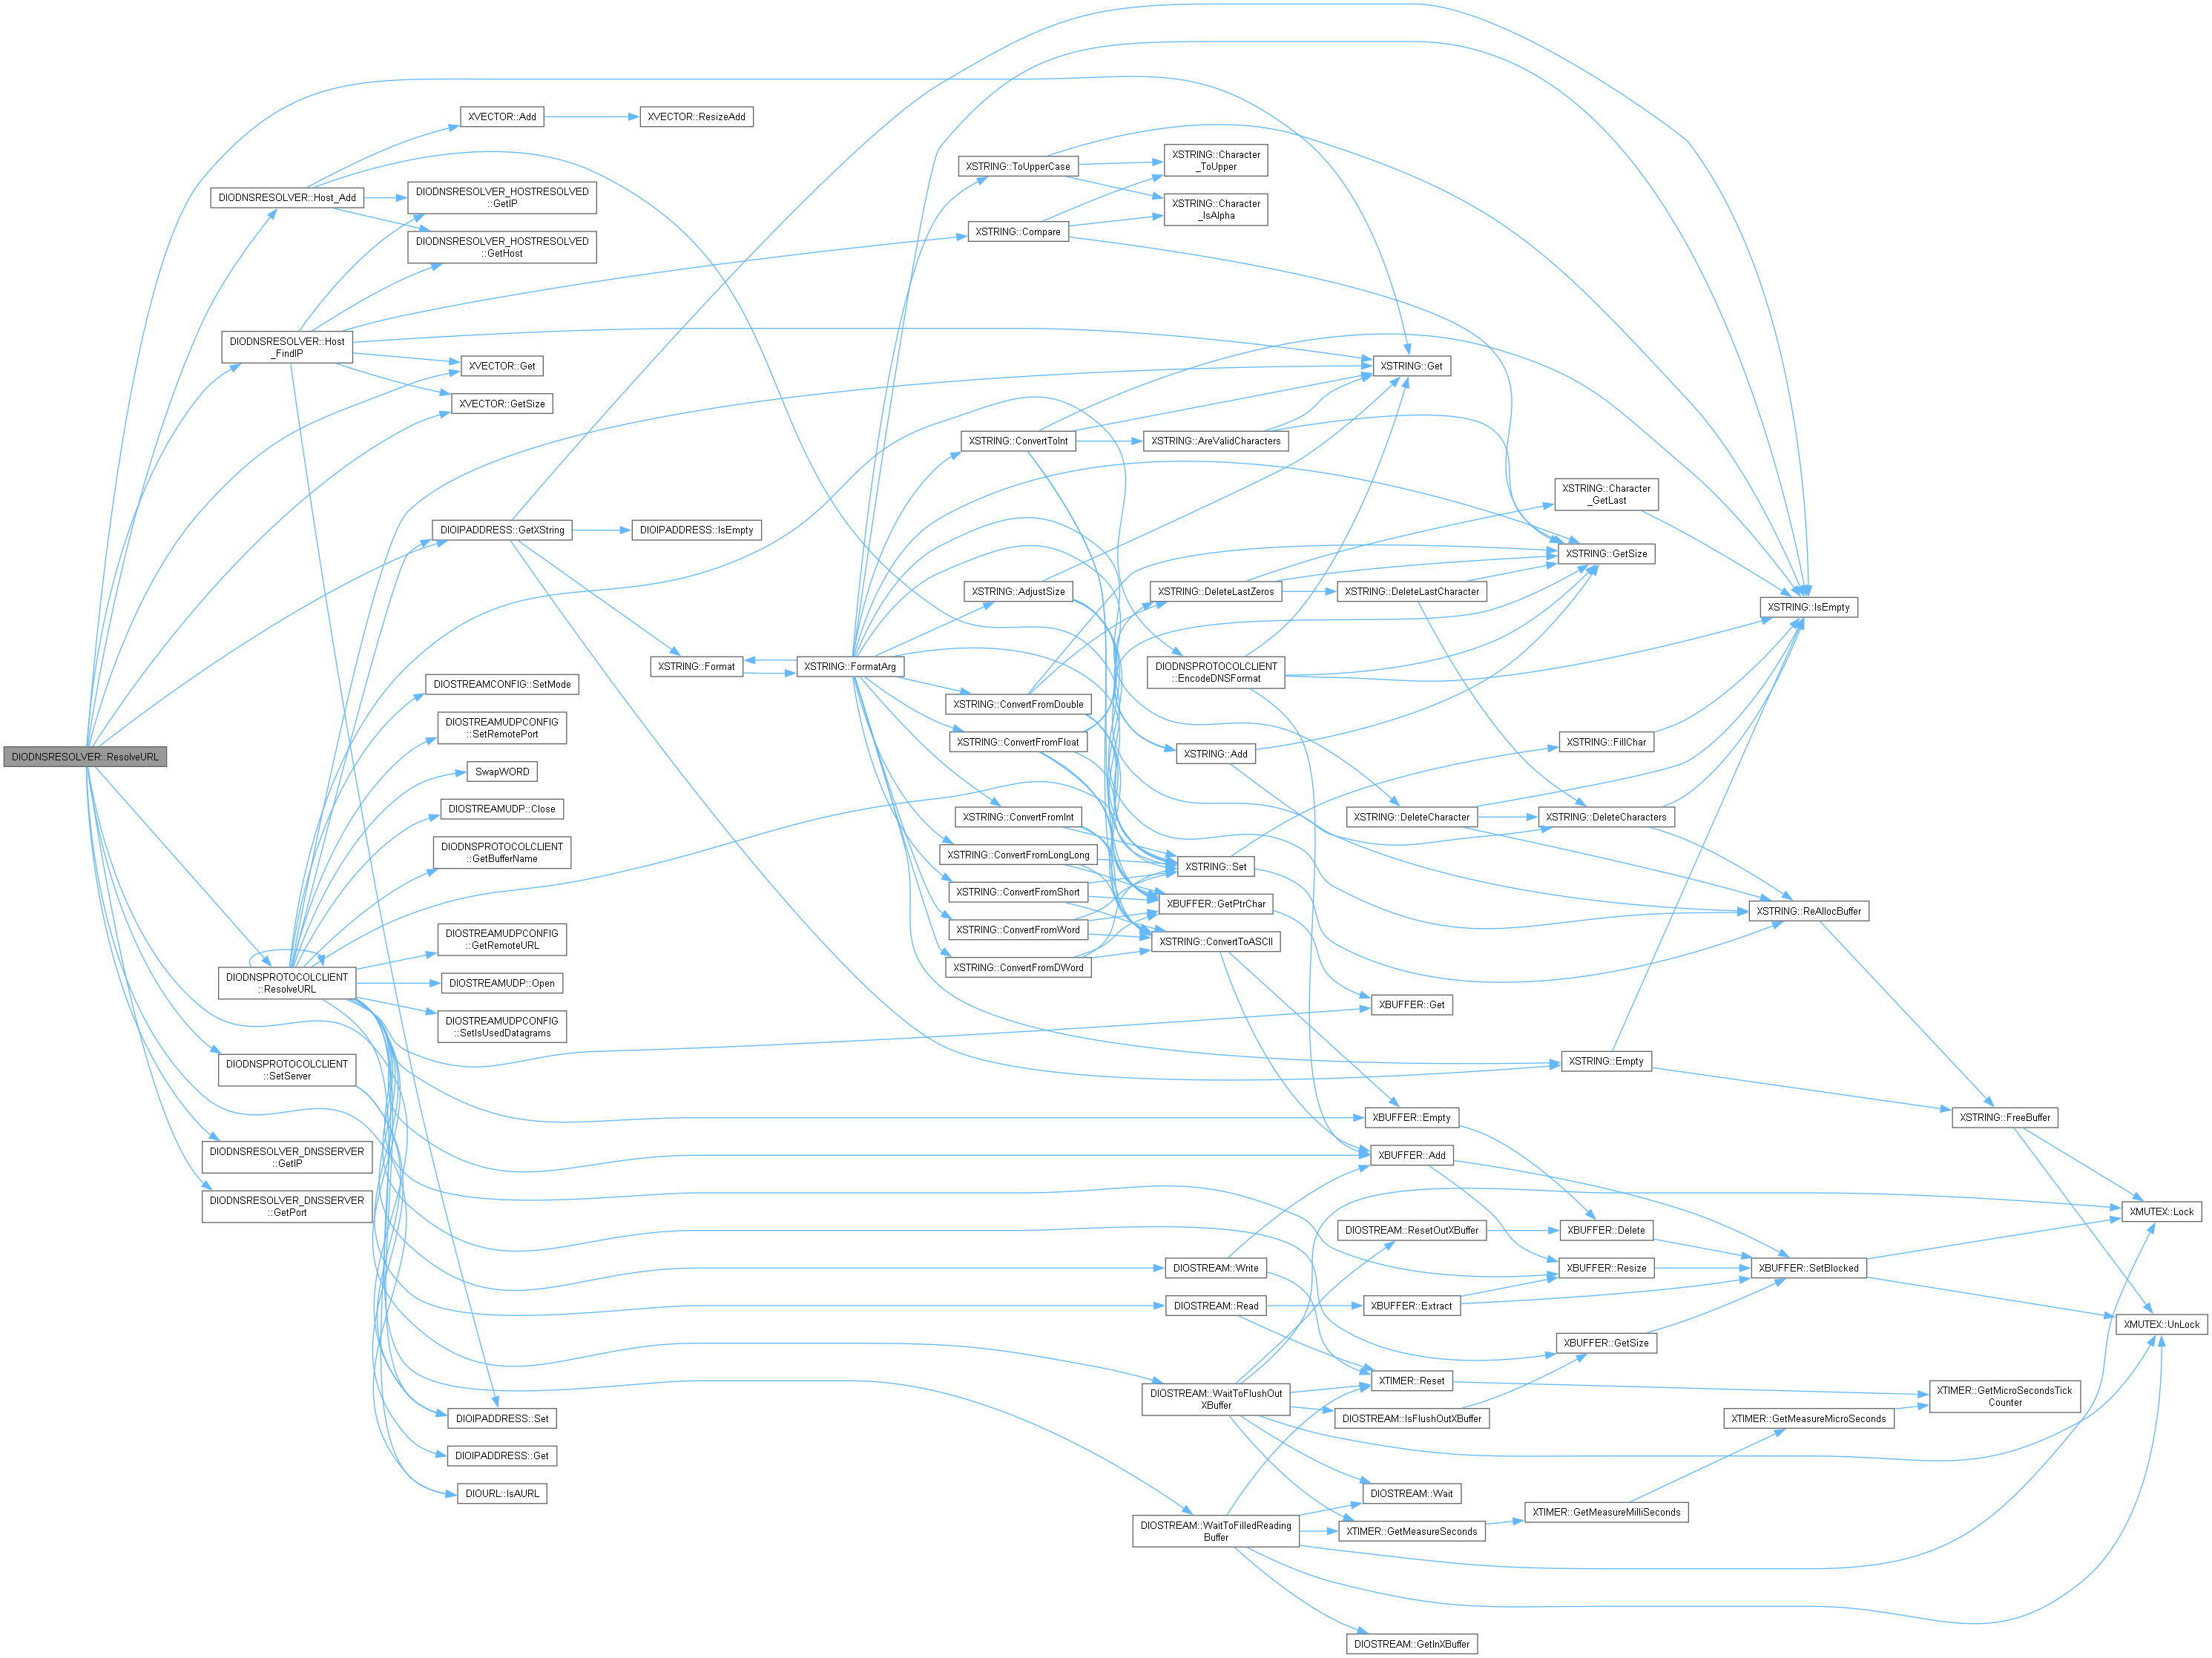 DIODNSRESOLVER::ResolveURL
DIODNSRESOLVER::Host_Add
DIODNSRESOLVER::Host
_FindIP
DIODNSPROTOCOLCLIENT
::ResolveURL
DIODNSPROTOCOLCLIENT
::SetServer
DIODNSRESOLVER_DNSSERVER
::GetIP
DIODNSRESOLVER_DNSSERVER
::GetPort
XVECTOR::Add
DIODNSRESOLVER_HOSTRESOLVED
::GetIP
DIODNSRESOLVER_HOSTRESOLVED
::GetHost
XVECTOR::Get
XVECTOR::GetSize
DIOIPADDRESS::GetXString
DIOSTREAMCONFIG::SetMode
DIOSTREAMUDPCONFIG
::SetRemotePort
SwapWORD
DIOSTREAMUDP::Close
DIODNSPROTOCOLCLIENT
::GetBufferName
DIOSTREAMUDPCONFIG
::GetRemoteURL
DIOSTREAMUDP::Open
DIOSTREAMUDPCONFIG
::SetIsUsedDatagrams
DIOIPADDRESS::Set
DIOIPADDRESS::Get
DIOURL::IsAURL
XVECTOR::ResizeAdd
DIOIPADDRESS::IsEmpty
XSTRING::Format
XSTRING::FormatArg
XSTRING::ToUpperCase
XSTRING::Compare
XSTRING::ConvertToInt
XSTRING::AdjustSize
XSTRING::ConvertFromDouble
XSTRING::ConvertFromFloat
XSTRING::ConvertFromInt
XSTRING::ConvertFromLongLong
XSTRING::ConvertFromShort
XSTRING::ConvertFromWord
XSTRING::ConvertFromDWord
XSTRING::Character
_ToUpper
XSTRING::Character
_IsAlpha
XSTRING::AreValidCharacters
XSTRING::DeleteLastZeros
DIODNSPROTOCOLCLIENT
::EncodeDNSFormat
XSTRING::Add
XSTRING::Set
XBUFFER::GetPtrChar
XSTRING::ConvertToASCII
DIOSTREAM::Write
DIOSTREAM::Read
DIOSTREAM::WaitToFlushOut
XBuffer
DIOSTREAM::WaitToFilledReading
Buffer
XSTRING::Get
XSTRING::DeleteLastCharacter
XSTRING::DeleteCharacter
XBUFFER::Get
XBUFFER::Empty
XBUFFER::Add
DIOSTREAM::ResetOutXBuffer
XBUFFER::Extract
XTIMER::Reset
DIOSTREAM::IsFlushOutXBuffer
DIOSTREAM::Wait
XTIMER::GetMeasureSeconds
DIOSTREAM::GetInXBuffer
XSTRING::Character
_GetLast
XSTRING::GetSize
XSTRING::FillChar
XSTRING::DeleteCharacters
XSTRING::Empty
XBUFFER::Delete
XBUFFER::Resize
XBUFFER::GetSize
XTIMER::GetMeasureMilliSeconds
XSTRING::IsEmpty
XSTRING::ReAllocBuffer
XBUFFER::SetBlocked
XTIMER::GetMeasureMicroSeconds
XSTRING::FreeBuffer
XTIMER::GetMicroSecondsTick
Counter
XMUTEX::Lock
XMUTEX::UnLock